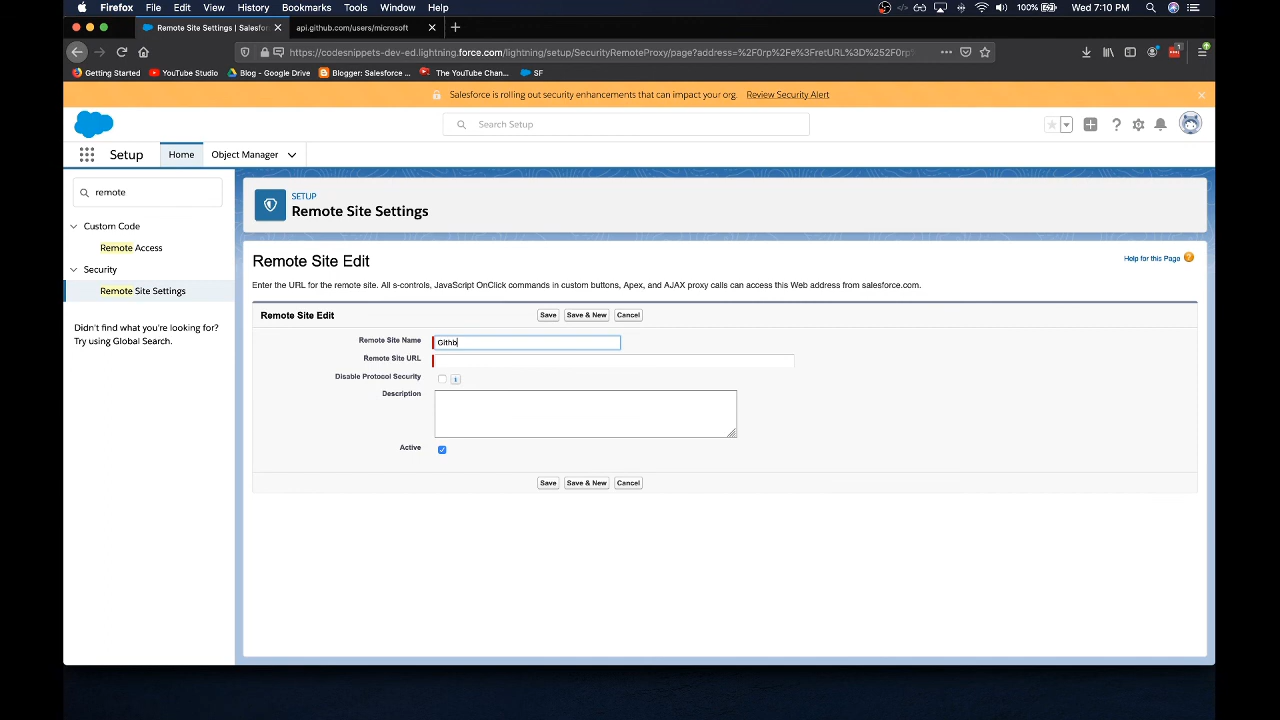 Firefox File Edit View History Bookmarks Tools Window Help 100% Wed 7:10 PM
Remote Site Settings | Salesfor
api.github.com/users/microsoft
https://codesnippets-dev-ed.lightning.force.com/lightning/setup/SecurityRemoteProxy/page?address=%2F0rp%2Fe%3FretURL%3D%252F0rp5
Getting Started YouTube Studio Blog - Google Drive Blogger: Salesforce ... The YouTube Chan... SF
Salesforce is rolling out security enhancements that can impact your org. Review Security Alert
Search Setup
Setup Home Object Manager
remote
Custom Code
Remote Access
Security
Remote Site Settings
Didn't find what you're looking for?
Try using Global Search.
SETUP
Remote Site Settings
Remote Site Edit
Help for this Page
Enter the URL for the remote site. All s-controls, JavaScript OnClick commands in custom buttons, Apex, and AJAX proxy calls can access this Web address from salesforce.com.
Remote Site Edit Save Save & New Cancel
Remote Site Name Githb
Remote Site URL
Disable Protocol Security
Description
Active
Save Save & New Cancel